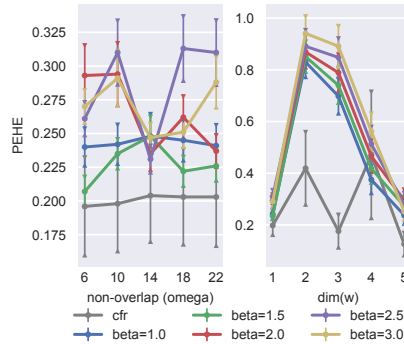 PEHE
0.325
0.300
0.275
0.250
0.225
0.200
0.175
6 10 14 18 22
non-overlap (omega)
1.0
0.8
0.6
0.4
0.2
1 2 3 4 5
dim(w)
cfr beta=1.5 beta=2.5
beta=1.0 beta=2.0 beta=3.0